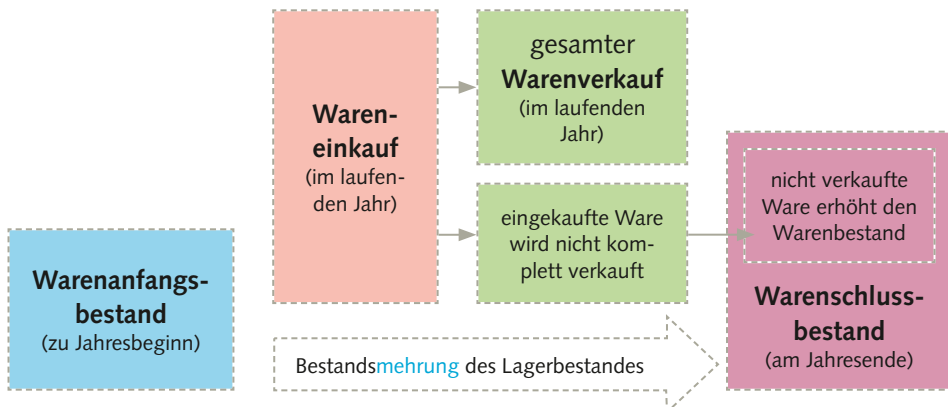 Warenanfangs-
bestand
(zu Jahresbeginn)
Waren-
einkauf
(im laufen-
den Jahr)
gesamter
Warenverkauf
(im laufenden
Jahr)
eingekaufte Ware
wird nicht kom-
plett verkauft
nicht verkaufte
Ware erhöht den
Warenbestand
Warenschluss-
bestand
(am Jahresende)
Bestandsmehrung des Lagerbestandes